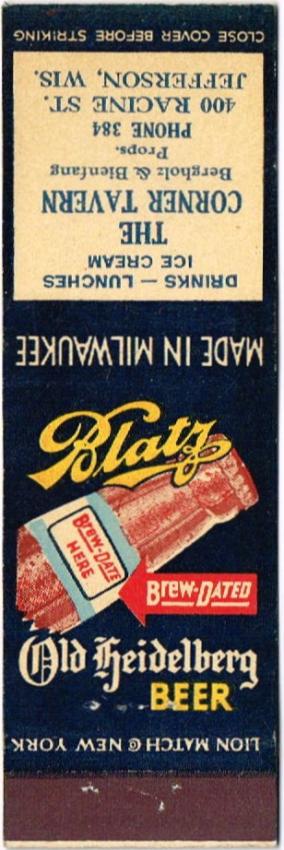 CLOSE COVER BEFORE STRIKING
DRINKS — LUNCHES
ICE CREAM
THE
CORNER TAVERN
Bergholz & Bienfang
Props.
PHONE 384
400 RACINE ST.
JEFFERSON, WIS.
MADE IN MILWAUKEE
Blatz
BREW-DATE
HERE
BREW-DATED
Old Heidelberg
BEER
LION MATCH © NEW YORK